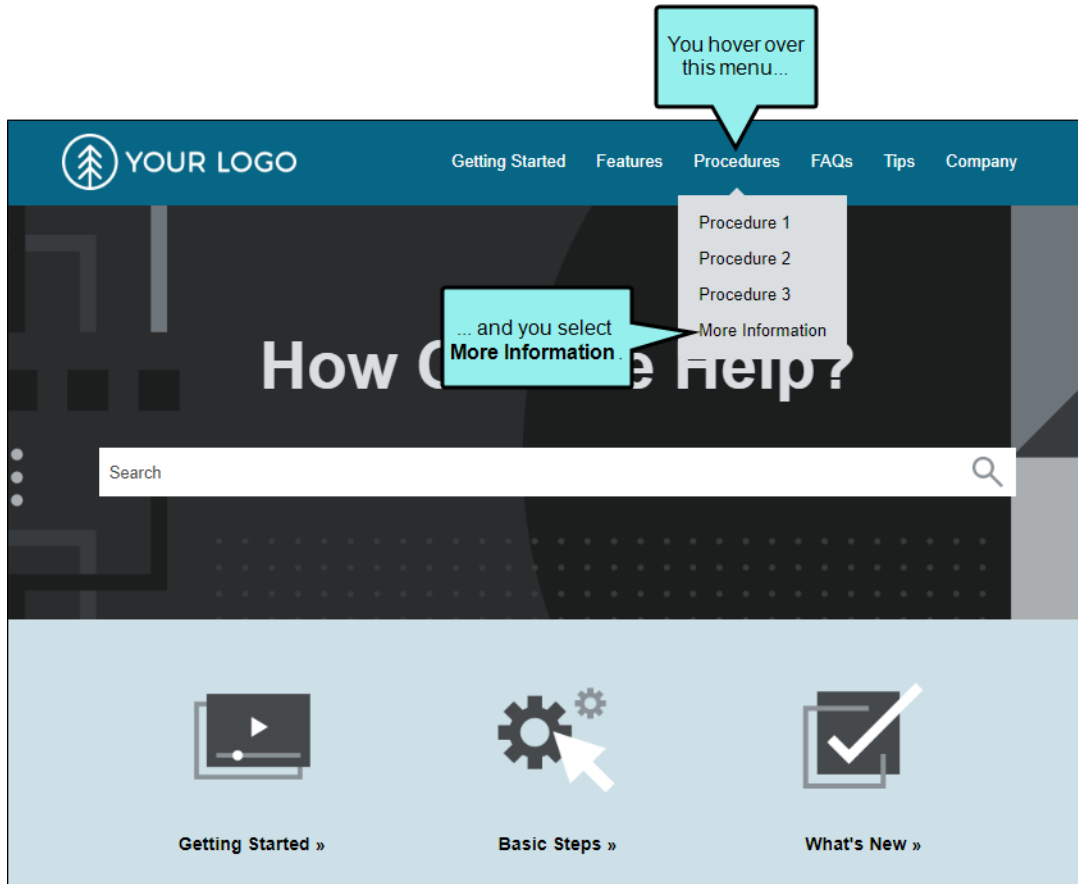 You hover over
this menu...
YOUR LOGO
Getting Started Features Procedures FAQs Tips Company
Procedure 1
Procedure 2
Procedure 3
More Information
... and you select
More Information.
How C e Help?
Search
Getting Started » Basic Steps » What's New »